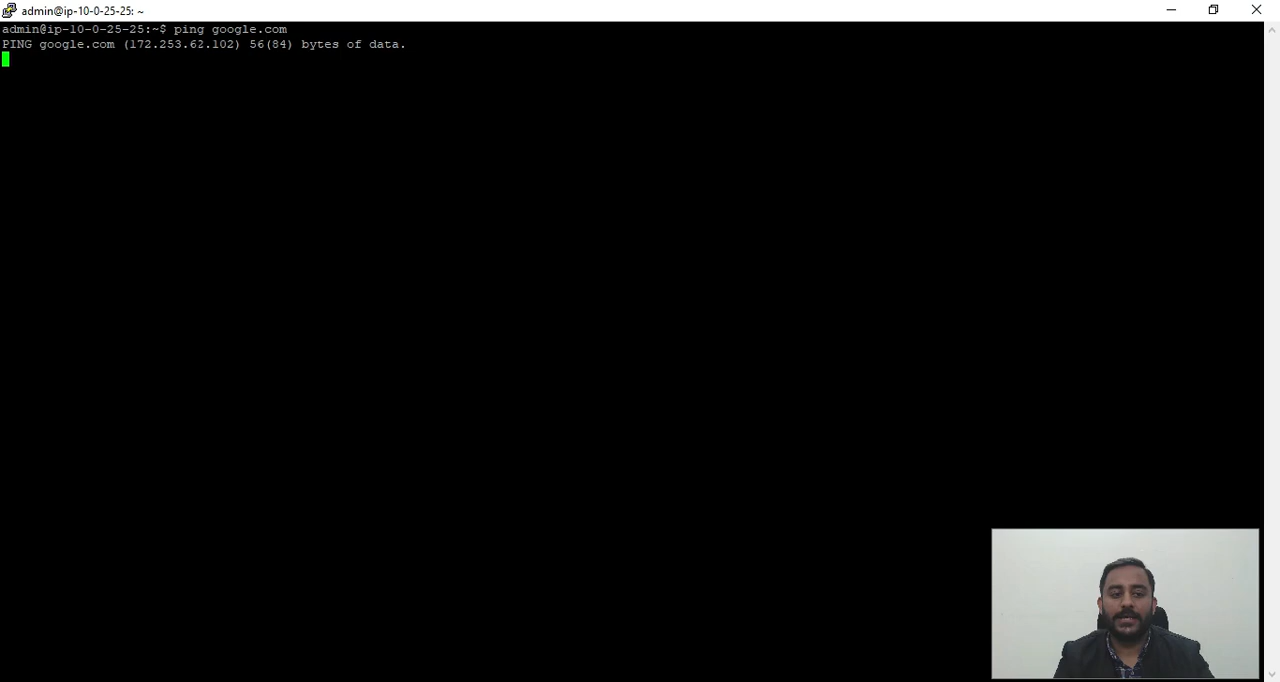 admin@ip-10-0-25-25: ~
admin@ip-10-0-25-25:~$ ping google.com
PING google.com (172.253.62.102) 56(84) bytes of data.